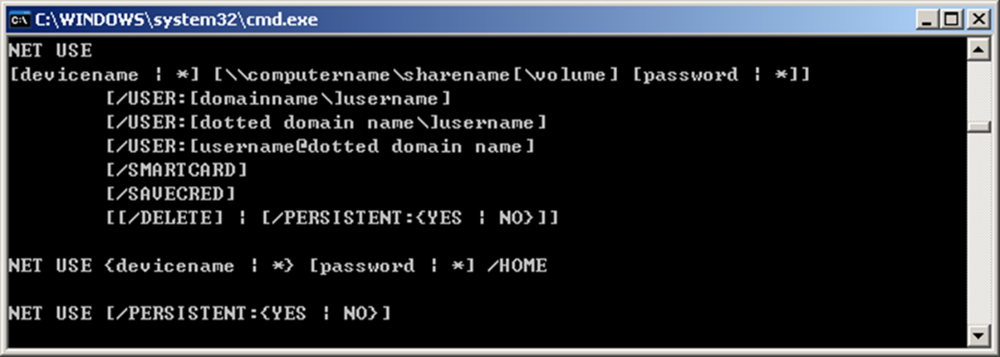 C:\WINDOWS\system32\cmd.exe
NET USE
[devicename | *] [\\computername\sharename[\volume] [password | *]]
[/USER:[domainname\]username]
[/USER:[dotted domain name\]username]
[/USER:[username@dotted domain name]
[/SMARTCARD]
[/SAVECRED]
[[/DELETE] | [/PERSISTENT:{YES | NO}]]
NET USE {devicename | *} [password | *] /HOME
NET USE [/PERSISTENT:{YES | NO}]